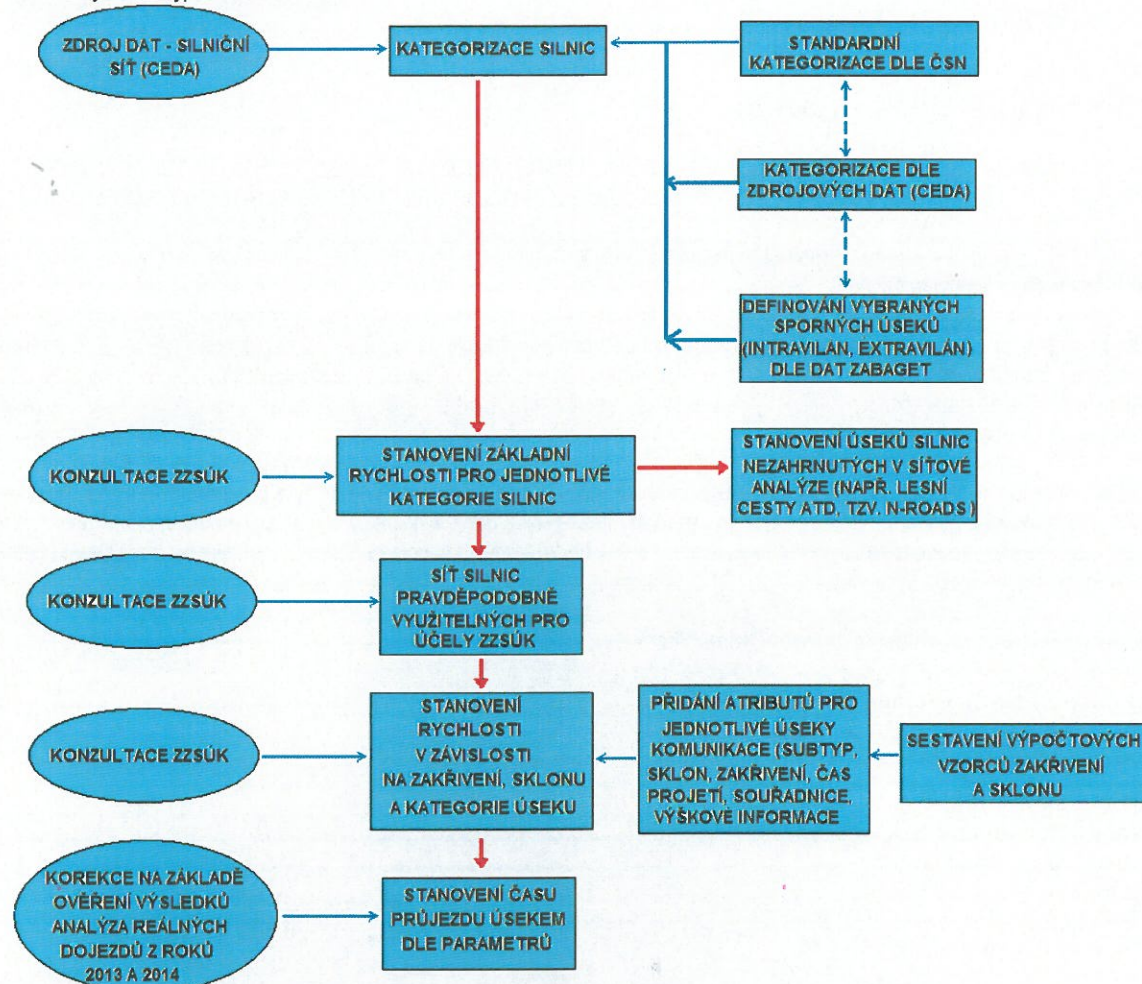 ZDROJ DAT - SILNIČNÍ
SÍŤ (CEDA)
KATEGORIZACE SILNIC
STANDARDNÍ
KATEGORIZACE DLE ČSN
KATEGORIZACE DLE
ZDROJOVÝCH DAT (CEDA)
DEFINOVÁNÍ VYBRANÝCH
SPORNÝCH ÚSEKŮ
(INTRAVILAN, EXTRAVILÁN)
DLE DAT ZABAGET
KONZULTACE ZZSÚK
STANOVENÍ ZÁKLADNÍ
RYCHLOSTI PRO JEDNOTLIVÉ
KATEGORIE SILNIC
STANOVENÍ ÚSEKŮ SILNIC
NEZAHRNUTÝCH V SÍŤOVÉ
ANALÝZE (NAPŘ. LESNÍ
CESTY ATD, TZV. N-ROADS)
KONZULTACE ZZSÚK
SÍŤ SILNIC
PRAVDĚPODOBNĚ
VYUŽITELNÝCH PRO
ÚČELY ZZSÚK
KONZULTACE ZZSÚK
STANOVENÍ
RYCHLOSTI
V ZÁVISLOSTI
NA ZAKŘIVENÍ, SKLONU
A KATEGORIE ÚSEKU
PŘIDÁNÍ ATRIBUTŮ PRO
JEDNOTLIVÉ ÚSEKY
KOMUNIKACE (SUBTYP,
SKLON, ZAKŘIVENÍ, ČAS
PROJETÍ, SOUŘADNICE,
VÝŠKOVÉ INFORMACE
SESTAVENÍ VÝPOČTOVÝCH
VZORCŮ ZAKŘIVENÍ
A SKLONU
KOREKCE NA ZÁKLADĚ
OVĚŘENÍ VÝSLEDKŮ
ANALÝZA REÁLNÝCH
DOJEZDŮ Z ROKŮ
2013 A 2014
STANOVENÍ ČASU
PRŮJEZDU ÚSEKEM
DLE PARAMETRŮ